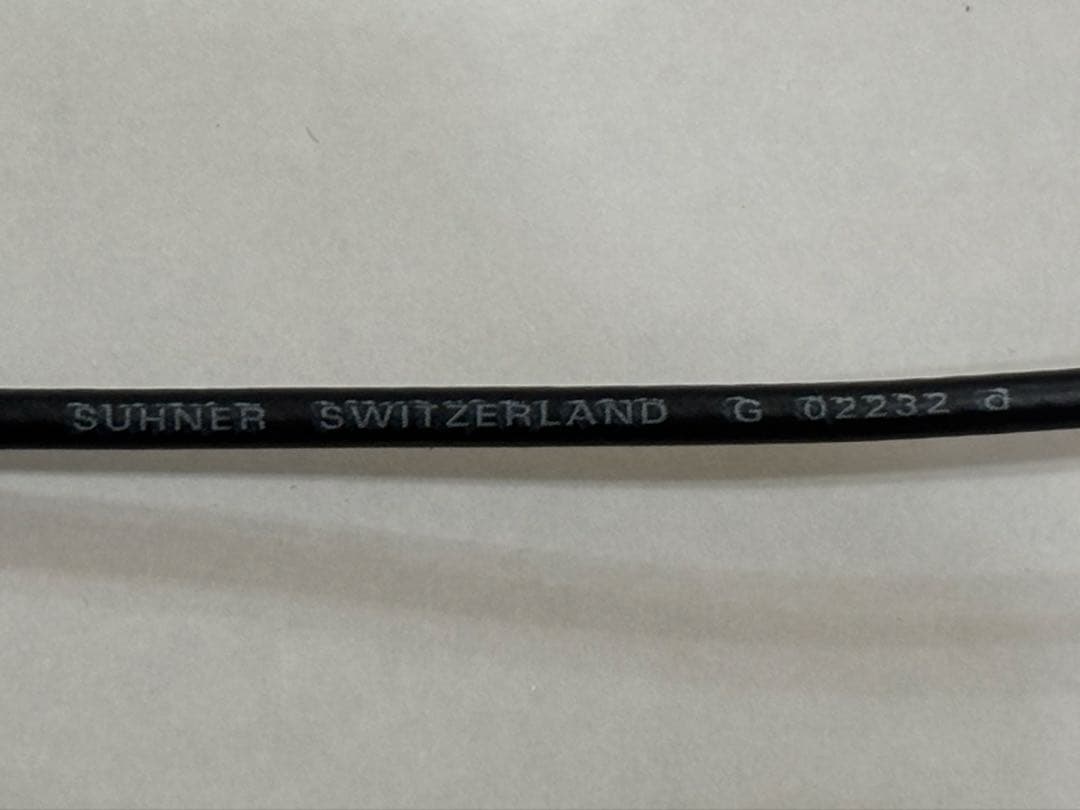 SUHNER SWITZERLAND G 02232 d